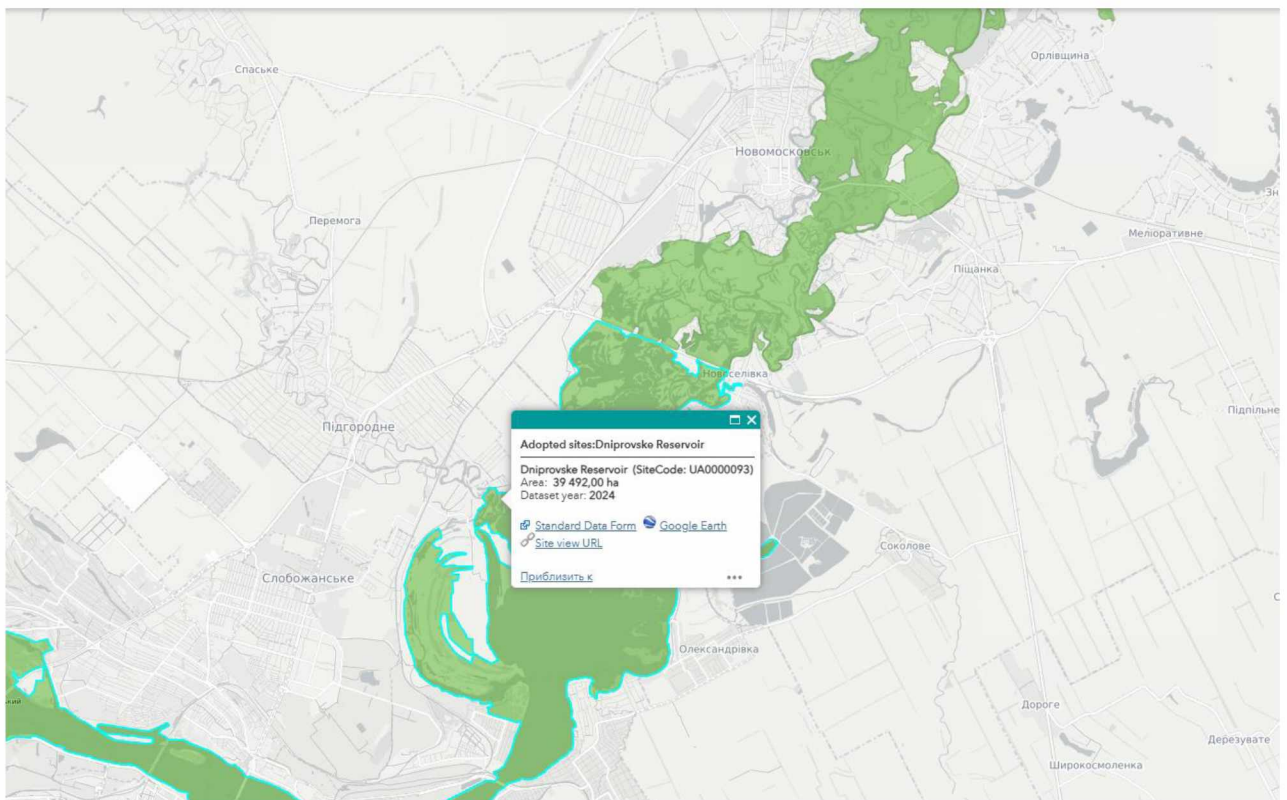 Спаське
Орлівщина
Новомосковськ
Зн
Перемога
Меліоративне
Піщанка
Новоселівка
Підпільне
Підгородне
Adopted sites:Dniprovske Reservoir
Dniprovske Reservoir (SiteCode: UA0000093)
Area: 39 492,00 ha
Dataset year: 2024
Standard Data Form Google Earth
Site view URL
Приблизить к
Соколове
Слобожанське
Олександрівка
Дороге
Дерезувате
Широкосмоленка